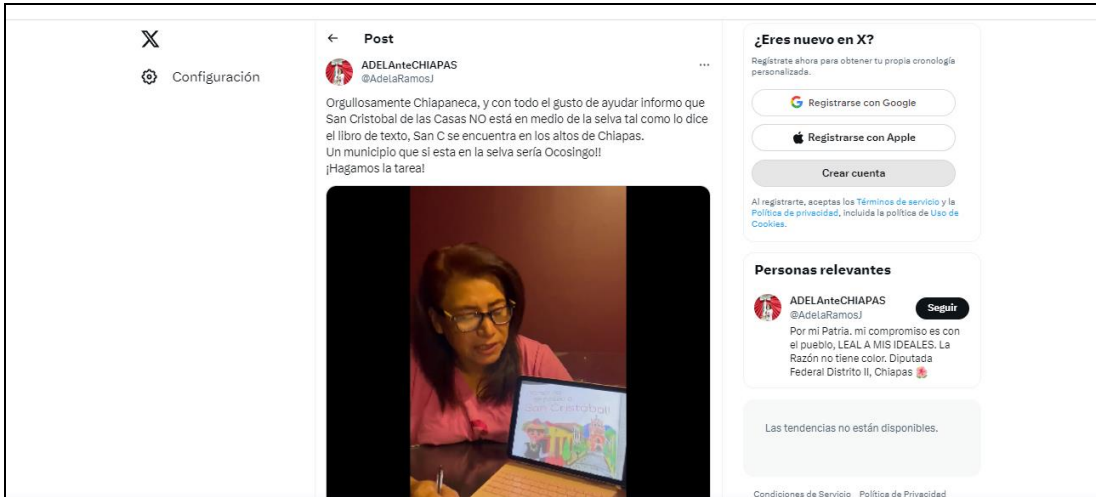 X
Configuración
← Post
ADELAnteCHIAPAS
@AdelaRamosJ
Orgullosamente Chiapaneca, y con todo el gusto de ayudar informo que
San Cristobal de las Casas NO está en medio de la selva tal como lo dice
el libro de texto, San C se encuentra en los altos de Chiapas.
Un municipio que si esta en la selva sería Ocosingo!!
¡Hagamos la tarea!
San Cristobal!
¿Eres nuevo en X?
Regístrate ahora para obtener tu propia cronología
personalizada.
Registrarse con Google
Registrarse con Apple
Crear cuenta
Al registrarte, aceptas los Términos de servicio y la
Política de privacidad, incluida la política de Uso de
Cookies.
Personas relevantes
ADELAnteCHIAPAS
@AdelaRamosJ
Seguir
Por mi Patria. mi compromiso es con
el pueblo, LEAL A MIS IDEALES. La
Razón no tiene color. Diputada
Federal Distrito II, Chiapas
Las tendencias no están disponibles.
Condiciones de Servicio Política de Privacidad